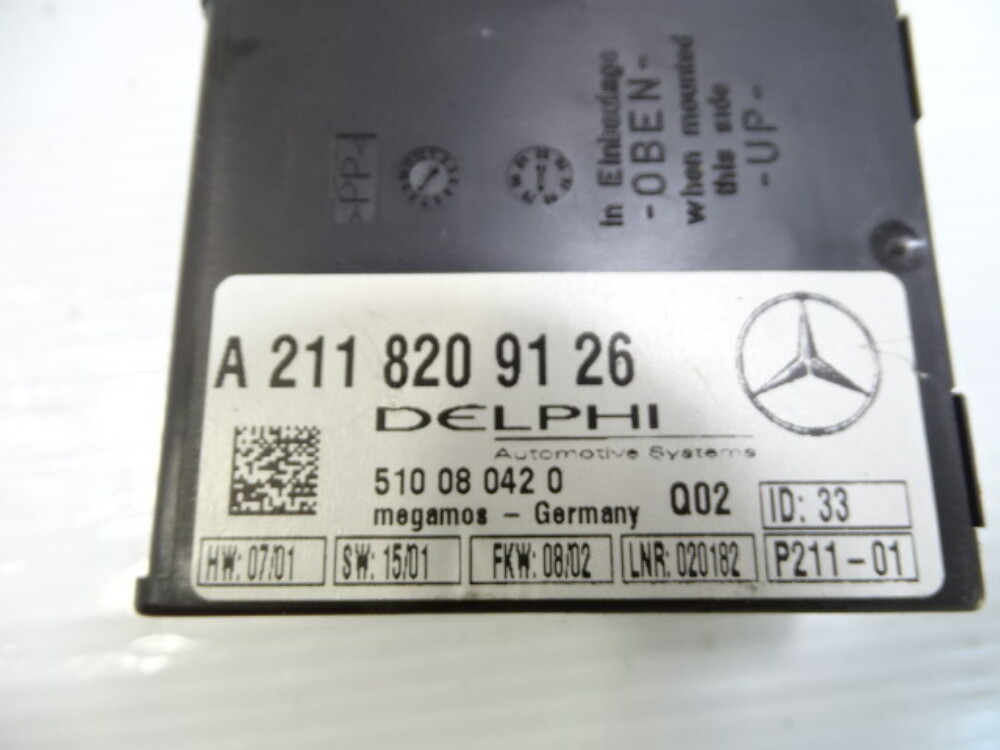 >PP<
in Einbaulage
-OBEN-
when mounted
this side
-UP-
A 211 820 91 26
DELPHI
Automotive Systems
510 08 042 0
megamos - Germany
Q02
ID: 33
HW: 07/01
SW: 15/01
FKW: 08/02
LNR: 020182
P211-01